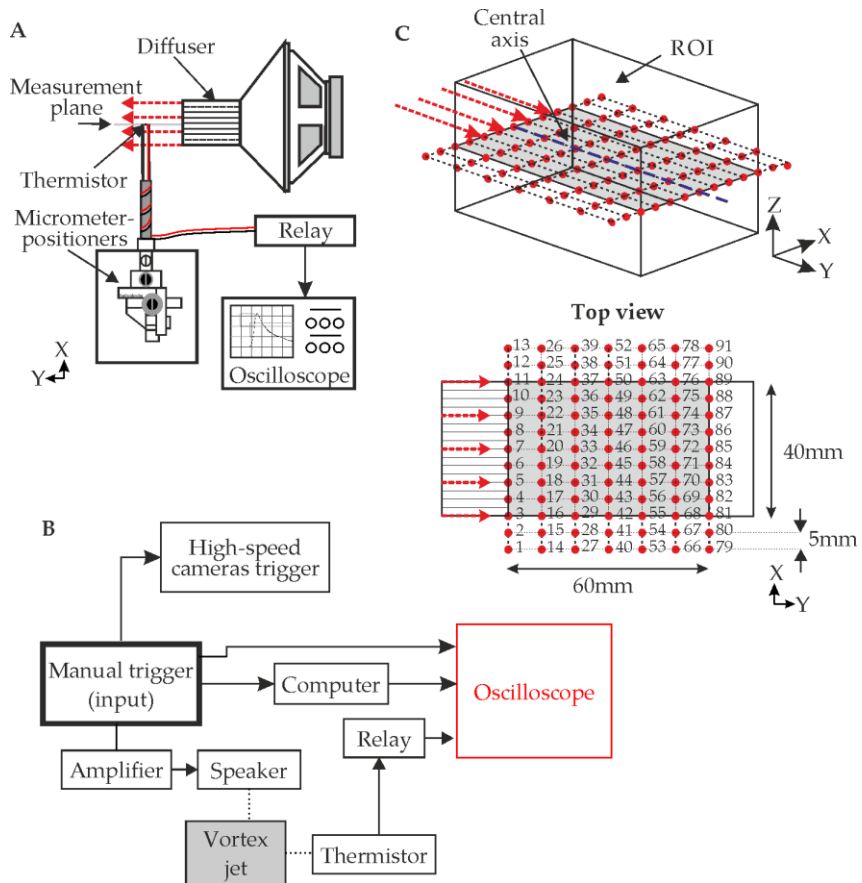 A
Diffuser
Measurement
plane
Thermistor
Micrometer-
positioners
Relay
Oscilloscope
X
Y
C
Central
axis
ROI
Z
X
Y
Top view
13 26 39 52 65 78 91
12 25 38 51 64 77 90
11 24 37 50 63 76 89
10 23 36 49 62 75 88
9 22 35 48 61 74 87
8 21 34 47 60 73 86
7 20 33 46 59 72 85
6 19 32 45 58 71 84
5 18 31 44 57 70 83
4 17 30 43 56 69 82
3 16 29 42 55 68 81
2 15 28 41 54 67 80
1 14 27 40 53 66 79
40mm
5mm
60mm
X
Y
B
High-speed
cameras trigger
Manual trigger
(input)
Computer
Oscilloscope
Relay
Amplifier
Speaker
Vortex
jet
Thermistor